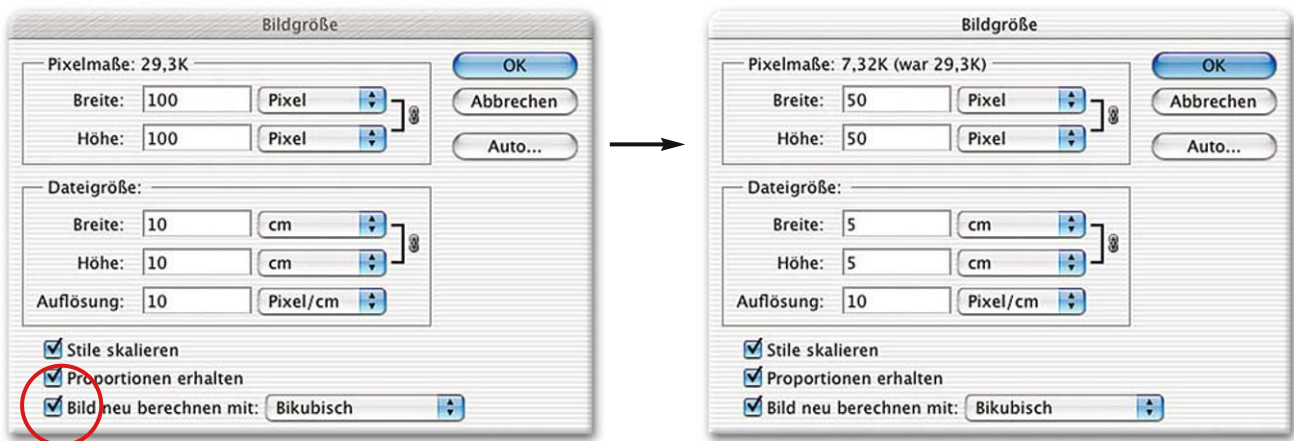 Bildgröße
Pixelmaße: 29,3K
OK
Breite: 100 Pixel
Abbrechen
Höhe: 100 Pixel
Auto...
Dateigröße:
Breite: 10 cm
Höhe: 10 cm
Auflösung: 10 Pixel/cm
Stile skalieren
Proportionen erhalten
Bild neu berechnen mit: Bikubisch
Bildgröße
Pixelmaße: 7,32K (war 29,3K)
OK
Breite: 50 Pixel
Abbrechen
Höhe: 50 Pixel
Auto...
Dateigröße:
Breite: 5 cm
Höhe: 5 cm
Auflösung: 10 Pixel/cm
Stile skalieren
Proportionen erhalten
Bild neu berechnen mit: Bikubisch